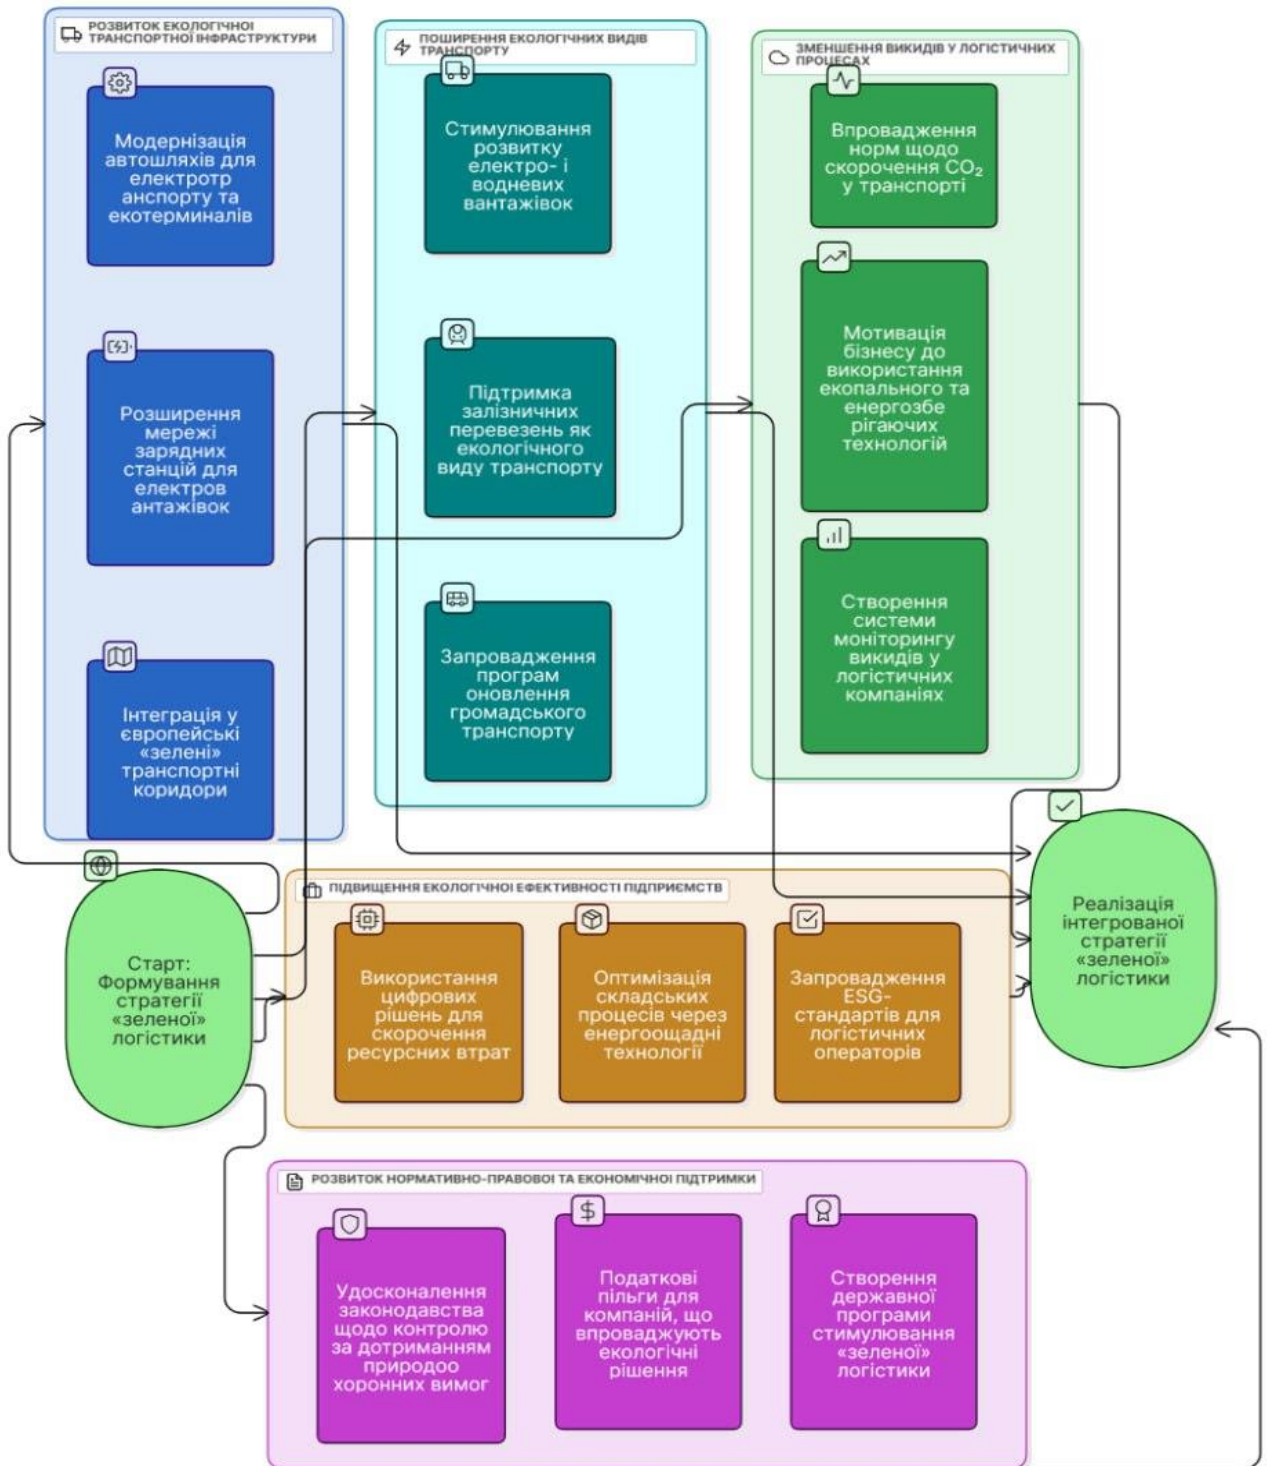 РОЗВИТОК ЕКОЛОГІЧНОЇ
ТРАНСПОРТНОЇ ІНФРАСТРУКТУРИ
Модернізація
автошляхів для
електротр
анспорту та
екотерміналів
Розширення
мережі
зарядних
станцій для
електров
антажівок
Інтеграція у
європейські
«зелені»
транспортні
коридори
ПОШИРЕННЯ ЕКОЛОГІЧНИХ ВИДІВ
ТРАНСПОРТУ
Стимулювання
розвитку
електро- і
водневих
вантажівок
Підтримка
залізничних
перевезень як
екологічного
виду транспорту
Запровадження
програм
оновлення
громадського
транспорту
ЗМЕНШЕННЯ ВИКИДІВ У ЛОГІСТИЧНИХ
ПРОЦЕСАХ
Впровадження
норм щодо
скорочення CO₂
у транспорті
Мотивація
бізнесу до
використання
екопального та
енергозбе
рігаючих
технологій
Створення
системи
моніторингу
викидів у
логістичних
компаніях
Старт:
Формування
стратегії
«зеленої»
логістики
ПІДВИЩЕННЯ ЕКОЛОГІЧНОЇ ЕФЕКТИВНОСТІ ПІДПРИЄМСТВ
Використання
цифрових
рішень для
скорочення
ресурсних втрат
Оптимізація
складських
процесів через
енергоощадні
технології
Запровадження
ESG-
стандартів для
логістичних
операторів
Реалізація
інтегрованої
стратегії
«зеленої»
логістики
РОЗВИТОК НОРМАТИВНО-ПРАВОВОЇ ТА ЕКОНОМІЧНОЇ ПІДТРИМКИ
Удосконалення
законодавства
щодо контролю
за дотриманням
природоо
хоронних вимог
Податкові
пільги для
компаній, що
впроваджують
екологічні
рішення
Створення
державної
програми
стимулювання
«зеленої»
логістики